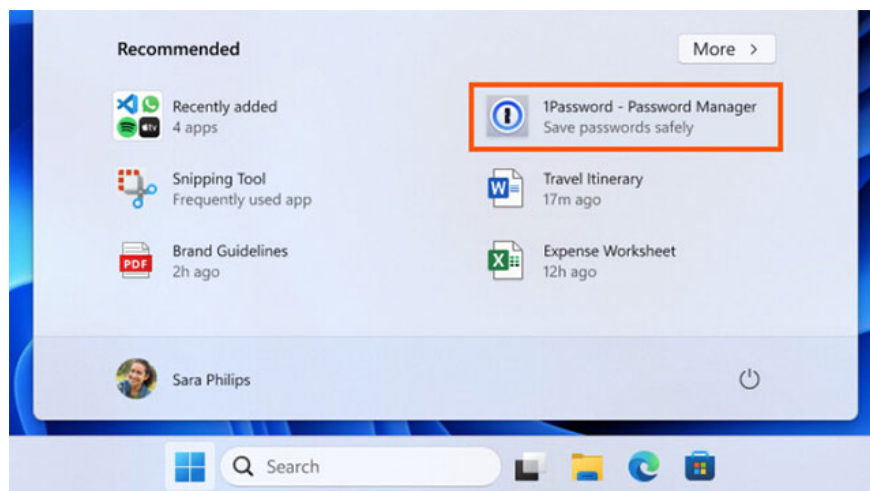 Recommended
More >
Recently added
4 apps
1Password - Password Manager
Save passwords safely
Snipping Tool
Frequently used app
Travel Itinerary
17m ago
Brand Guidelines
2h ago
Expense Worksheet
12h ago
PDF
W
X
tv
Sara Philips
Search